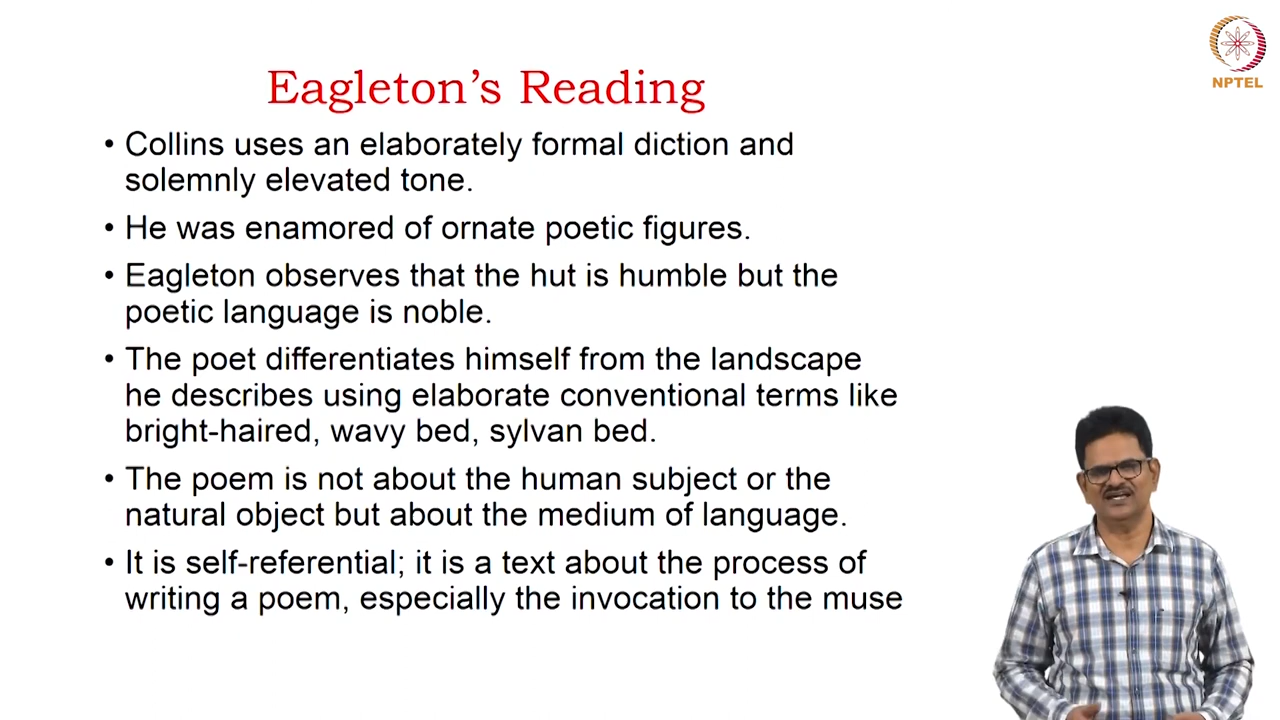 NPTEL
Eagleton's Reading
• Collins uses an elaborately formal diction and
solemnly elevated tone.
• He was enamored of ornate poetic figures.
• Eagleton observes that the hut is humble but the
poetic language is noble.
• The poet differentiates himself from the landscape
he describes using elaborate conventional terms like
bright-haired, wavy bed, sylvan bed.
• The poem is not about the human subject or the
natural object but about the medium of language.
• It is self-referential; it is a text about the process of
writing a poem, especially the invocation to the muse